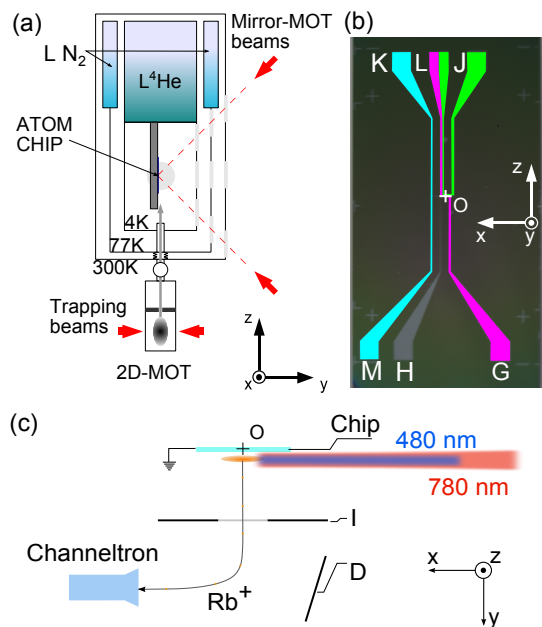 (a)
Mirror-MOT
beams
L N₂
L⁴He
ATOM
CHIP
4K
77K
300K
Trapping
beams
2D-MOT
z
x
y
(b)
K
L
J
z
O
x
y
M
H
G
(c)
O
Chip
480 nm
780 nm
I
Channeltron
D
Rb⁺
x
z
y